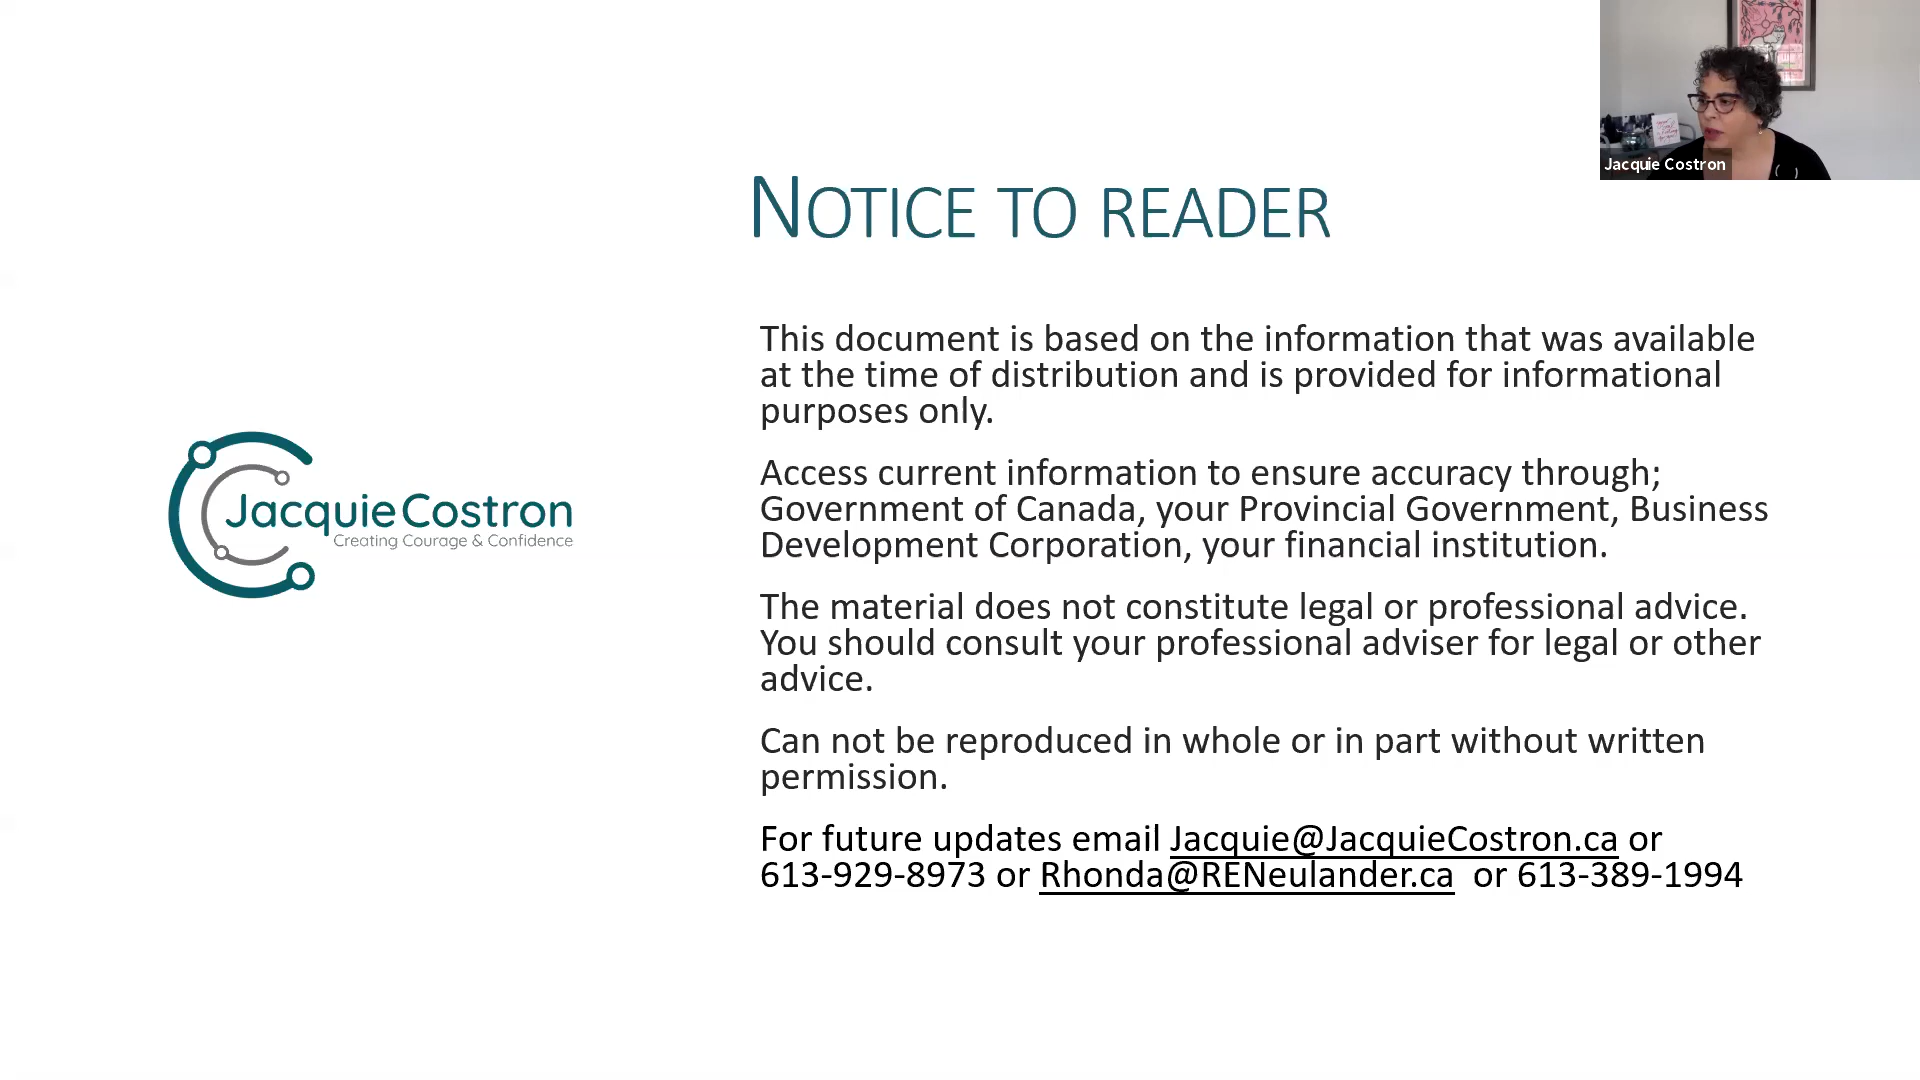 Jacquie Costron
NOTICE TO READER
This document is based on the information that was available
at the time of distribution and is provided for informational
purposes only.
Access current information to ensure accuracy through;
Government of Canada, your Provincial Government, Business
Development Corporation, your financial institution.
The material does not constitute legal or professional advice.
You should consult your professional adviser for legal or other
advice.
Can not be reproduced in whole or in part without written
permission.
For future updates email Jacquie@JacquieCostron.ca or
613-929-8973 or Rhonda@RENeulander.ca or 613-389-1994
JacquieCostron
Creating Courage & Confidence